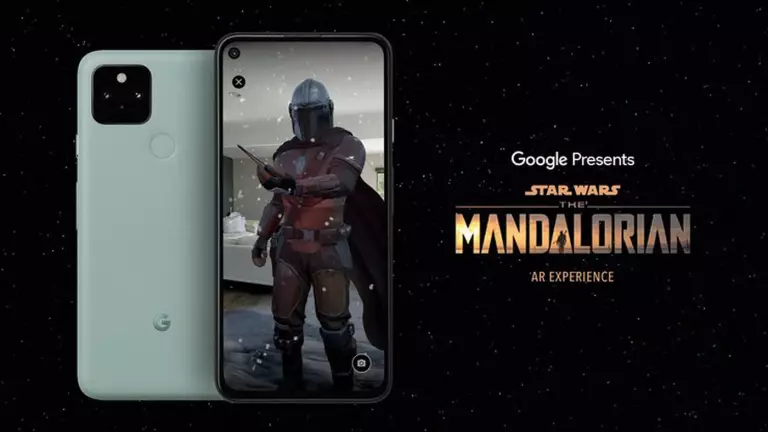 Google Presents
STAR WARS
THE
MANDALORIAN
AR EXPERIENCE
G